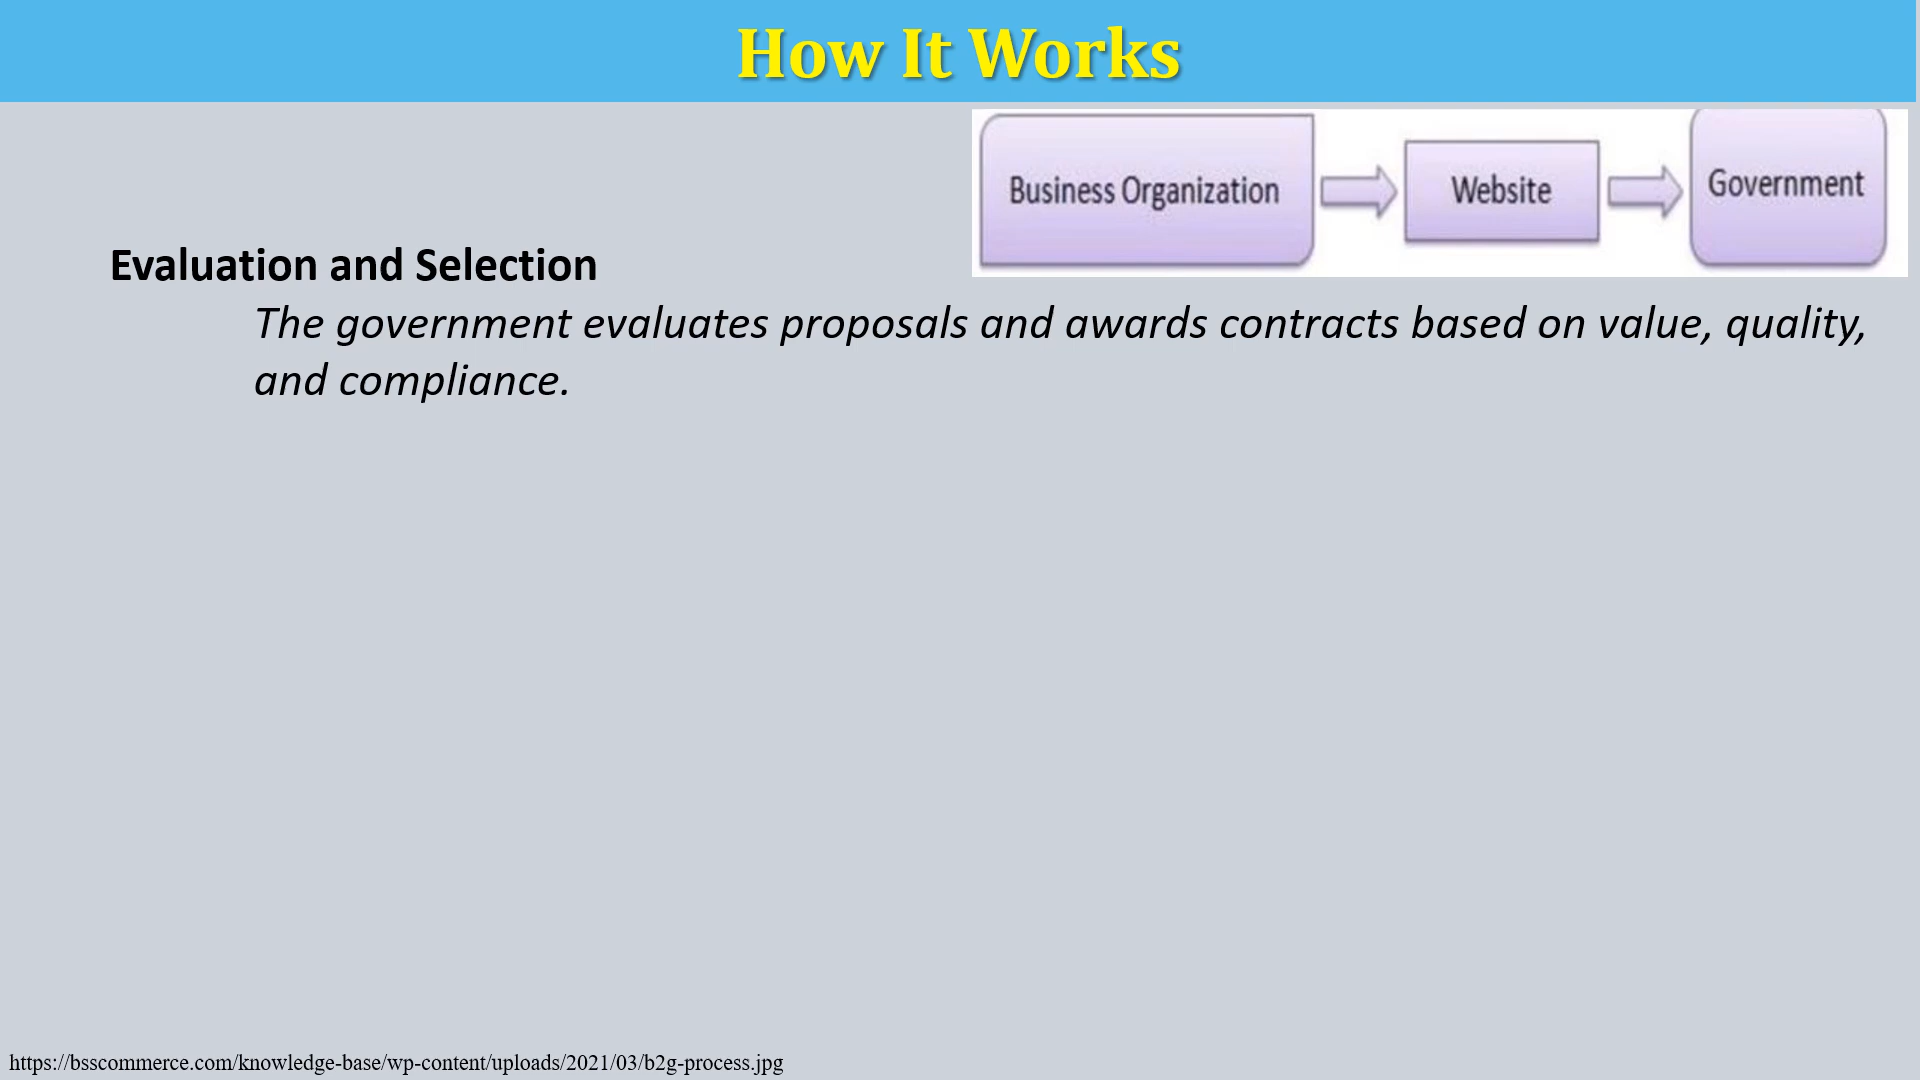 How It Works
Business Organization
Website
Government
Evaluation and Selection
The government evaluates proposals and awards contracts based on value, quality,
and compliance.
https://bsscommerce.com/knowledge-base/wp-content/uploads/2021/03/b2g-process.jpg